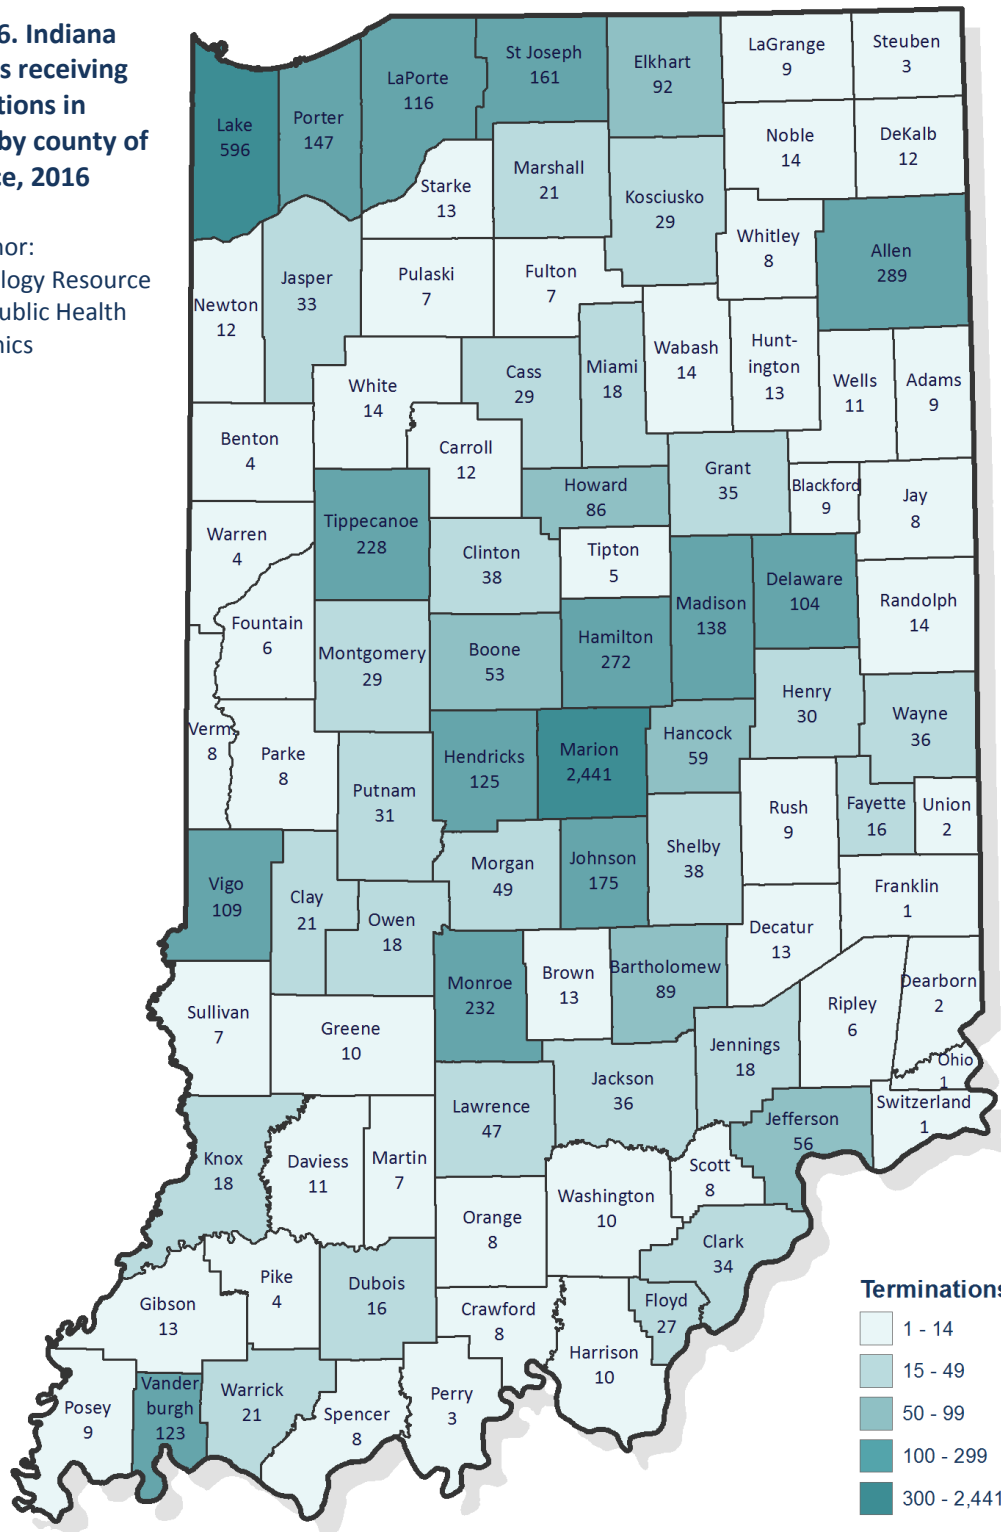 6. Indiana
s receiving
tions in
by county of
ce, 2016
hor:
logy Resource
ublic Health
nics
Lake
596
Porter
147
LaPorte
116
St Joseph
161
Elkhart
92
LaGrange
9
Steuben
3
Noble
14
DeKalb
12
Starke
13
Marshall
21
Kosciusko
29
Whitley
8
Allen
289
Newton
12
Jasper
33
Pulaski
7
Fulton
7
White
14
Cass
29
Miami
18
Wabash
14
Hunt-
ington
13
Wells
11
Adams
9
Benton
4
Carroll
12
Howard
86
Grant
35
Blackford
9
Jay
8
Warren
4
Tippecanoe
228
Clinton
38
Tipton
5
Madison
138
Delaware
104
Randolph
14
Fountain
6
Montgomery
29
Boone
53
Hamilton
272
Henry
30
Wayne
36
Verm
8
Parke
8
Putnam
31
Hendricks
125
Marion
2,441
Hancock
59
Rush
9
Fayette
16
Union
2
Vigo
109
Clay
21
Owen
18
Morgan
49
Johnson
175
Shelby
38
Decatur
13
Franklin
1
Sullivan
7
Greene
10
Monroe
232
Brown
13
Bartholomew
89
Jennings
18
Ripley
6
Dearborn
2
Ohio
1
Switzerland
1
Knox
18
Daviess
11
Martin
7
Lawrence
47
Jackson
36
Jefferson
56
Scott
8
Orange
8
Washington
10
Clark
34
Floyd
27
Harrison
10
Crawford
8
Gibson
13
Pike
4
Dubois
16
Posey
9
Vander
burgh
123
Warrick
21
Spencer
8
Perry
3
Terminations
1 - 14
15 - 49
50 - 99
100 - 299
300 - 2,441